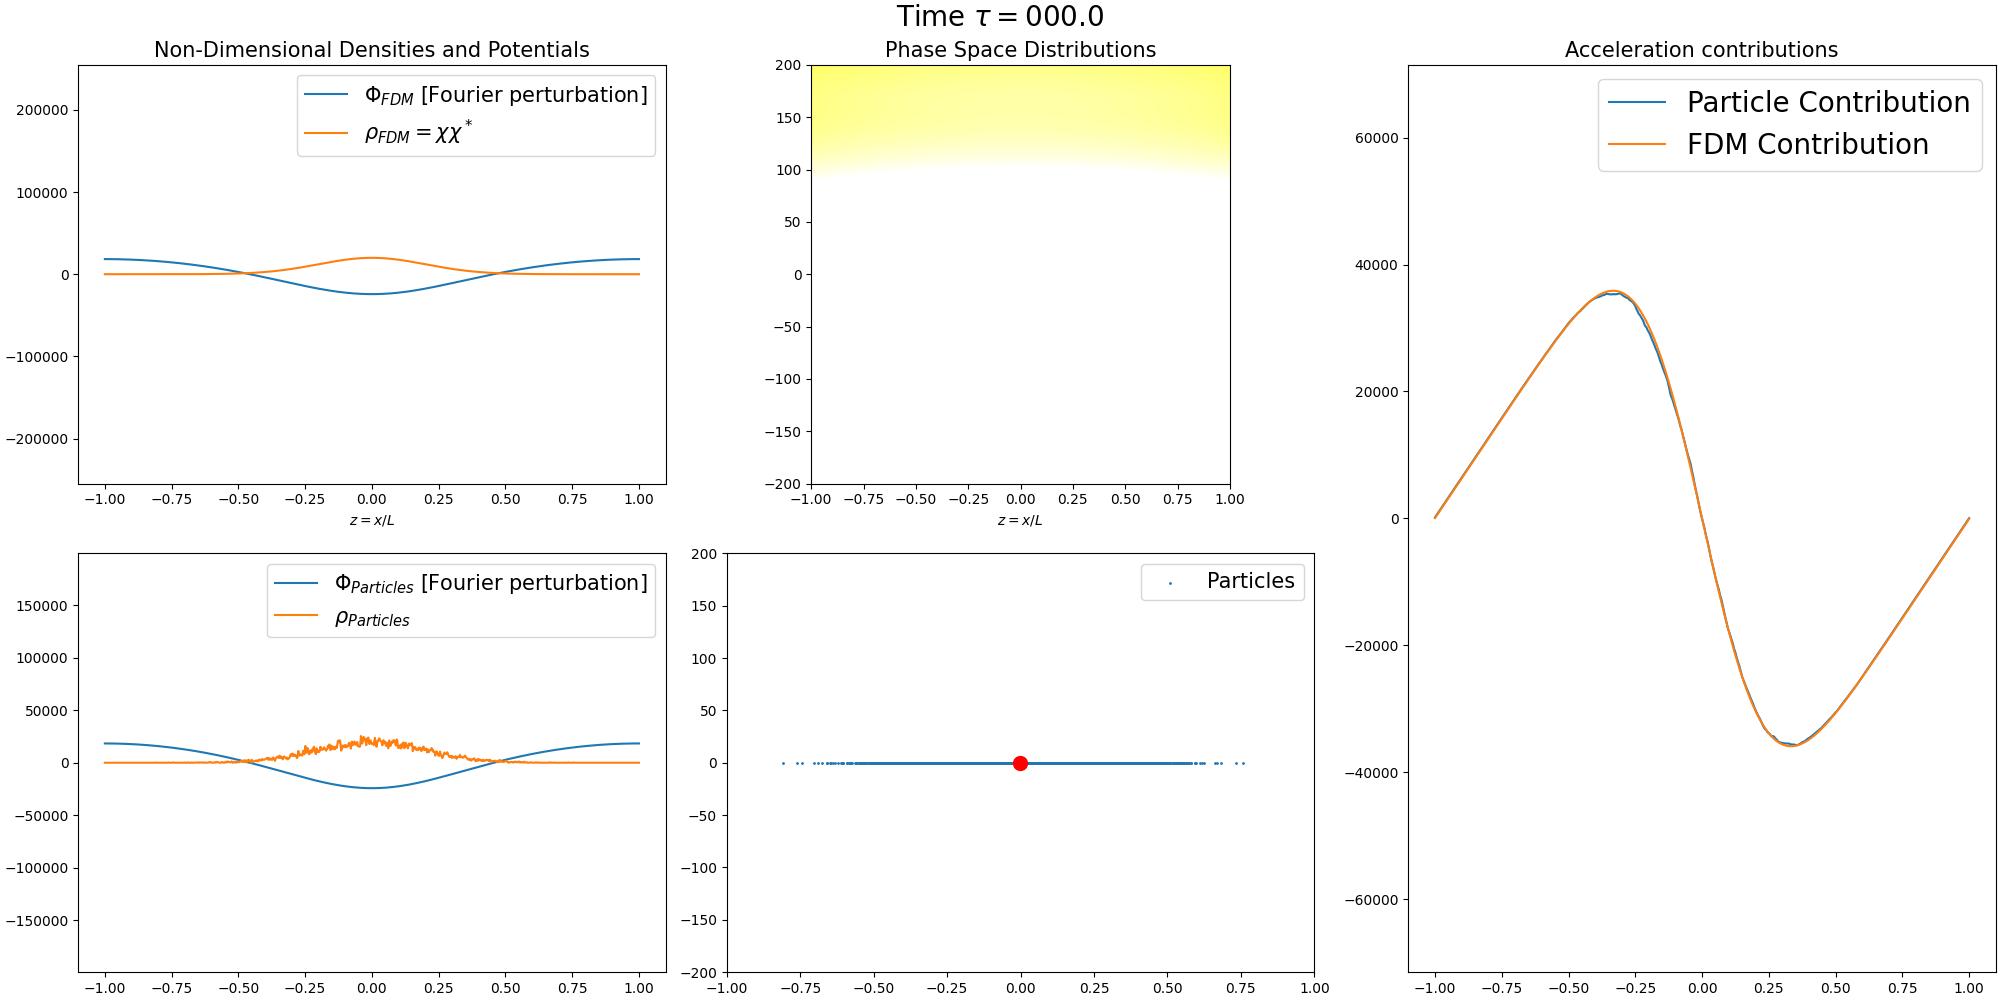 Time τ = 000.0
Non-Dimensional Densities and Potentials
Φ_FDM [Fourier perturbation]
ρ_FDM = χχ*
200000
100000
0
−100000
−200000
−1.00 −0.75 −0.50 −0.25 0.00 0.25 0.50 0.75 1.00
z = x/L
Phase Space Distributions
200
150
100
50
0
−50
−100
−150
−200
−1.00 −0.75 −0.50 −0.25 0.00 0.25 0.50 0.75 1.00
z = x/L
Acceleration contributions
Particle Contribution
FDM Contribution
60000
40000
20000
0
−20000
−40000
−60000
−1.00 −0.75 −0.50 −0.25 0.00 0.25 0.50 0.75 1.00
Φ_Particles [Fourier perturbation]
ρ_Particles
150000
100000
50000
0
−50000
−100000
−150000
−1.00 −0.75 −0.50 −0.25 0.00 0.25 0.50 0.75 1.00
Particles
200
150
100
50
0
−50
−100
−150
−200
−1.00 −0.75 −0.50 −0.25 0.00 0.25 0.50 0.75 1.00